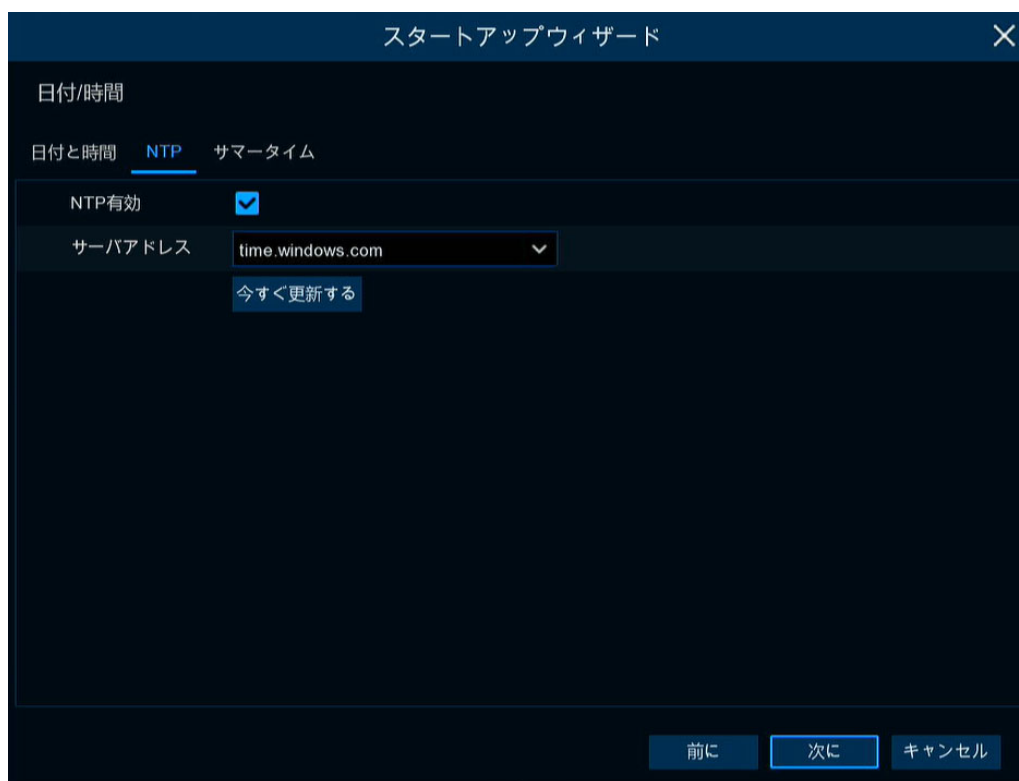 スタートアップウィザード
日付/時間
日付と時間 NTP サマータイム
NTP有効
サーバアドレス time.windows.com
今すぐ更新する
前に 次に キャンセル